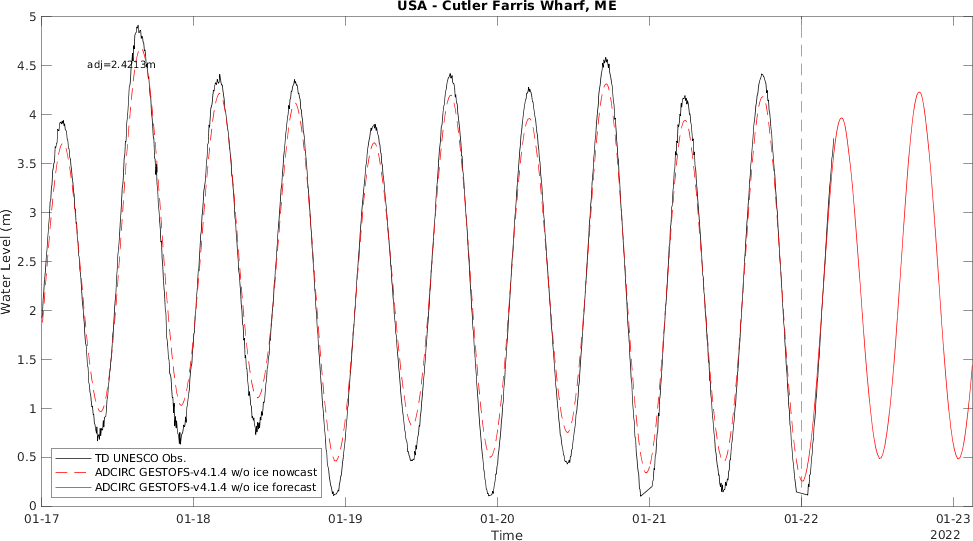 USA - Cutler Farris Wharf, ME
5
4.5
4
3.5
3
2.5
2
1.5
1
0.5
0
Water Level (m)
adj=2.4213m
TD UNESCO Obs.
ADCIRC GESTOFS-v4.1.4 w/o ice nowcast
ADCIRC GESTOFS-v4.1.4 w/o ice forecast
01-17 01-18 01-19 01-20 01-21 01-22 01-23
Time
2022